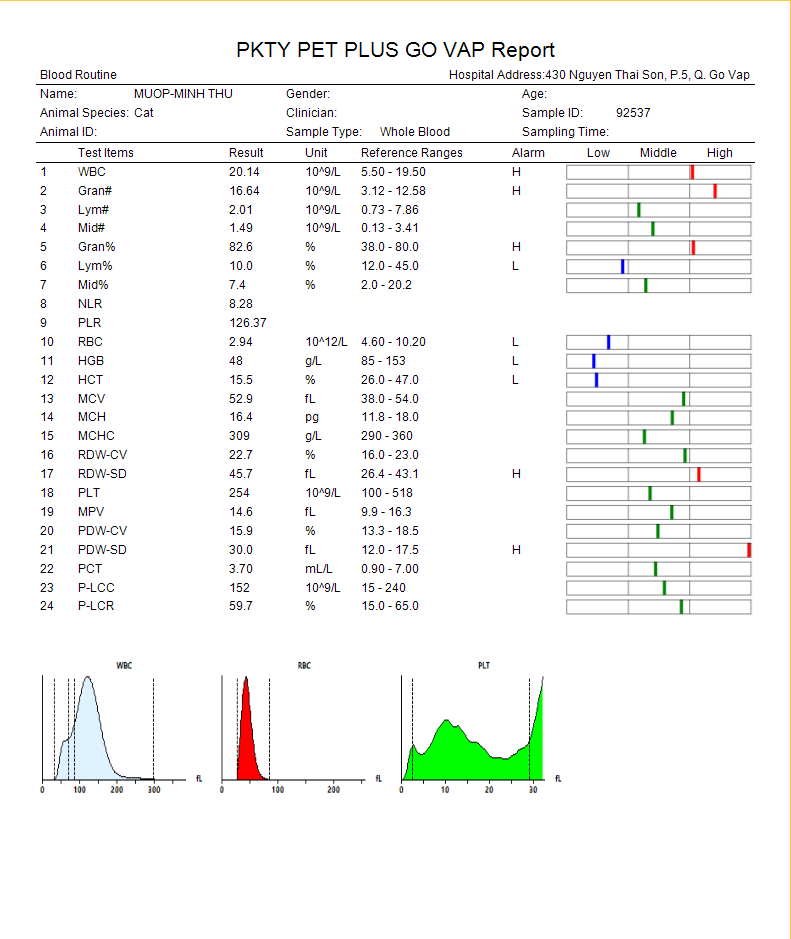 PKTY PET PLUS GO VAP Report
Blood Routine Hospital Address:430 Nguyen Thai Son, P.5, Q. Go Vap
Name: MUOP-MINH THU Gender: Age:
Animal Species: Cat Clinician: Sample ID: 92537
Animal ID: Sample Type: Whole Blood Sampling Time:
Test Items Result Unit Reference Ranges Alarm Low Middle High
1 WBC 20.14 10^9/L 5.50 - 19.50 H
2 Gran# 16.64 10^9/L 3.12 - 12.58 H
3 Lym# 2.01 10^9/L 0.73 - 7.86
4 Mid# 1.49 10^9/L 0.13 - 3.41
5 Gran% 82.6 % 38.0 - 80.0 H
6 Lym% 10.0 % 12.0 - 45.0 L
7 Mid% 7.4 % 2.0 - 20.2
8 NLR 8.28
9 PLR 126.37
10 RBC 2.94 10^12/L 4.60 - 10.20 L
11 HGB 48 g/L 85 - 153 L
12 HCT 15.5 % 26.0 - 47.0 L
13 MCV 52.9 fL 38.0 - 54.0
14 MCH 16.4 pg 11.8 - 18.0
15 MCHC 309 g/L 290 - 360
16 RDW-CV 22.7 % 16.0 - 23.0
17 RDW-SD 45.7 fL 26.4 - 43.1 H
18 PLT 254 10^9/L 100 - 518
19 MPV 14.6 fL 9.9 - 16.3
20 PDW-CV 15.9 % 13.3 - 18.5
21 PDW-SD 30.0 fL 12.0 - 17.5 H
22 PCT 3.70 mL/L 0.90 - 7.00
23 P-LCC 152 10^9/L 15 - 240
24 P-LCR 59.7 % 15.0 - 65.0
WBC RBC PLT
fL fL fL
0 100 200 300 0 100 200 0 10 20 30